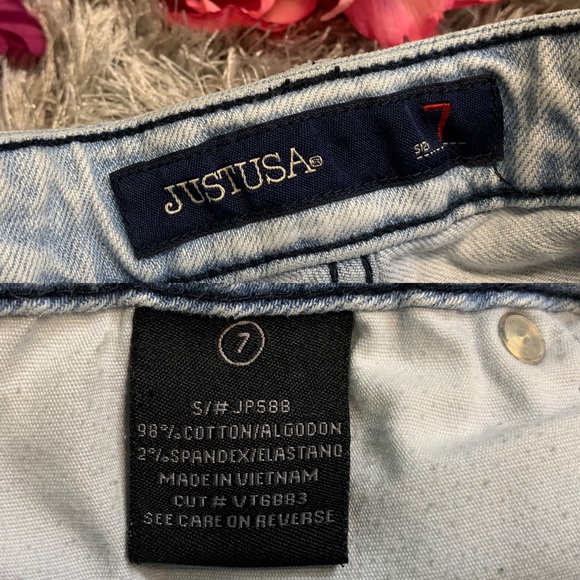 JUSTUSA®
7
7
S/# JP588
98%COTTON/ALGODON
2%SPANDEX/ELASTANO
MADE IN VIETNAM
CUT # VT6883
SEE CARE ON REVERSE